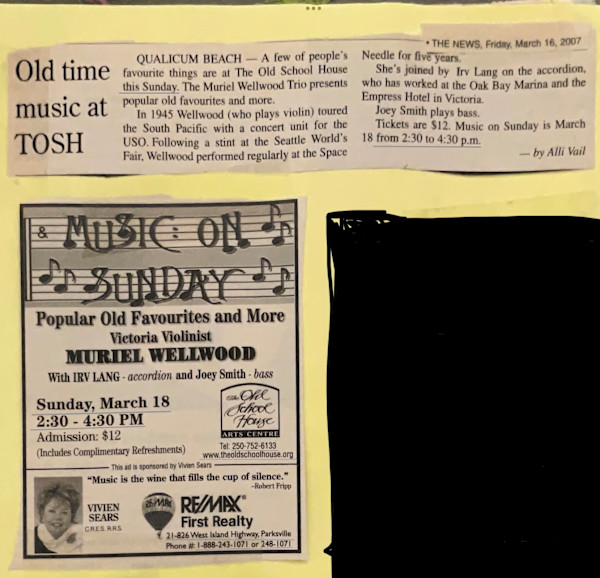 Old time
music at
TOSH
QUALICUM BEACH — A few of people's
favourite things are at The Old School House
this Sunday. The Muriel Wellwood Trio presents
popular old favourites and more.
In 1945 Wellwood (who plays violin) toured
the South Pacific with a concert unit for the
USO. Following a stint at the Seattle World's
Fair, Wellwood performed regularly at the Space
• THE NEWS, Friday, March 16, 2007
Needle for five years.
She's joined by Irv Lang on the accordion,
who has worked at the Oak Bay Marina and the
Empress Hotel in Victoria.
Joey Smith plays bass.
Tickets are $12. Music on Sunday is March
18 from 2:30 to 4:30 p.m.
— by Alli Vail
& MUSIC: ON
SUNDAY
Popular Old Favourites and More
Victoria Violinist
MURIEL WELLWOOD
With IRV LANG - accordion and Joey Smith - bass
Sunday, March 18
2:30 - 4:30 PM
Admission: $12
(Includes Complimentary Refreshments)
The Old
School
House
ARTS CENTRE
Tel: 250-752-6133
www.theoldschoolhouse.org
This ad is sponsored by Vivien Sears
"Music is the wine that fills the cup of silence."
-Robert Fripp
VIVIEN
SEARS
C.R.E.S. R.R.S.
RE/MAX
RE/MAX®
First Realty
21-826 West Island Highway, Parksville
Phone #: 1-888-243-1071 or 248-1071